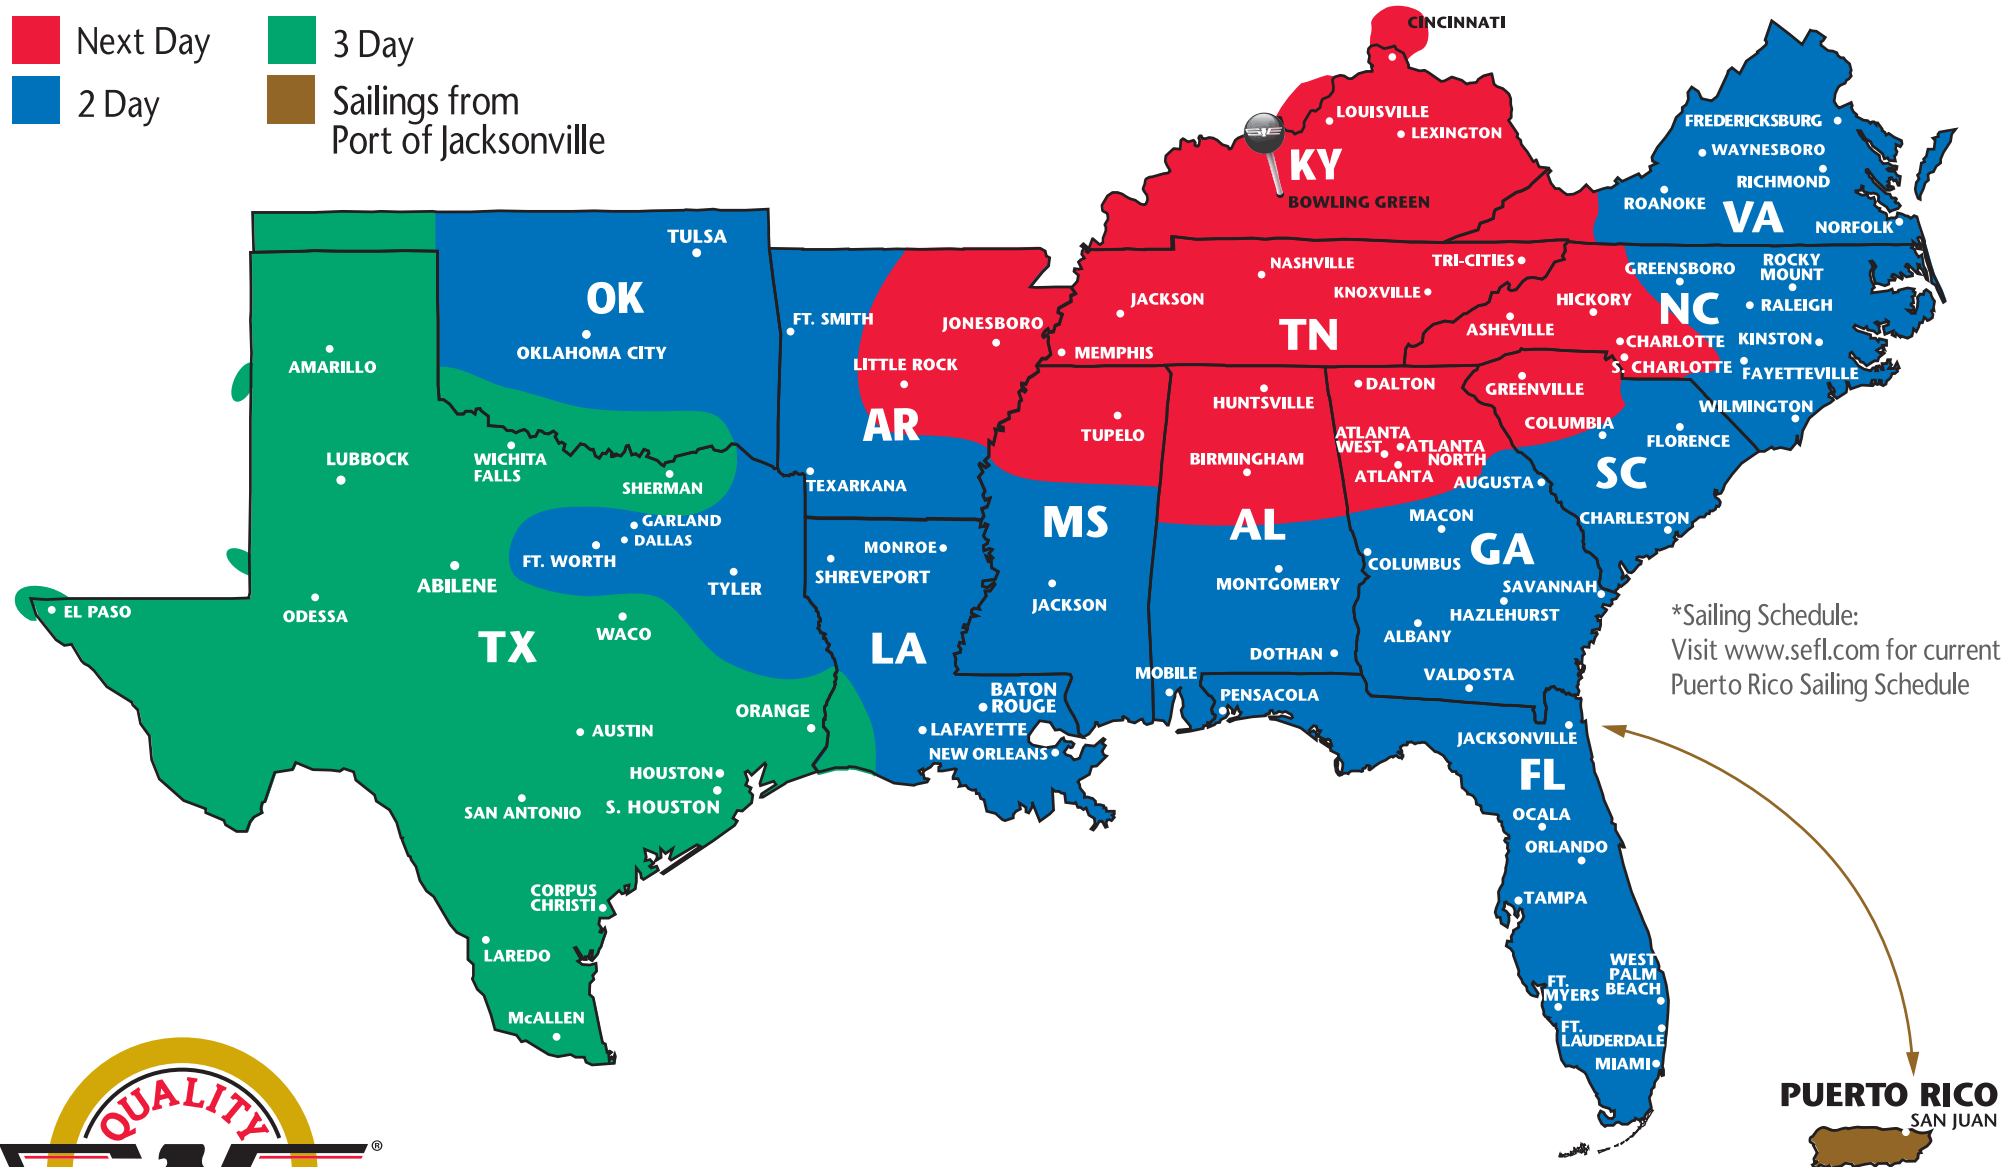 Next Day
3 Day
2 Day
Sailings from
Port of Jacksonville
CINCINNATI
LOUISVILLE
LEXINGTON
KY
BOWLING GREEN
FREDERICKSBURG
WAYNESBORO
RICHMOND
ROANOKE
VA
NORFOLK
TULSA
OK
OKLAHOMA CITY
FT. SMITH
JONESBORO
LITTLE ROCK
AR
TEXARKANA
NASHVILLE
TRI-CITIES
KNOXVILLE
JACKSON
TN
MEMPHIS
GREENSBORO
ROCKY
MOUNT
HICKORY
NC
RALEIGH
ASHEVILLE
CHARLOTTE
KINSTON
S. CHARLOTTE
FAYETTEVILLE
WILMINGTON
AMARILLO
LUBBOCK
WICHITA
FALLS
SHERMAN
GARLAND
DALLAS
FT. WORTH
TYLER
ABILENE
EL PASO
ODESSA
WACO
TX
ORANGE
AUSTIN
HOUSTON
S. HOUSTON
SAN ANTONIO
CORPUS
CHRISTI
LAREDO
McALLEN
MONROE
SHREVEPORT
LA
BATON
ROUGE
LAFAYETTE
NEW ORLEANS
TUPELO
MS
JACKSON
HUNTSVILLE
BIRMINGHAM
AL
MONTGOMERY
DOTHAN
MOBILE
DALTON
ATLANTA
WEST
ATLANTA
NORTH
ATLANTA
AUGUSTA
MACON
GA
COLUMBUS
SAVANNAH
HAZLEHURST
ALBANY
VALDOSTA
GREENVILLE
COLUMBIA
FLORENCE
SC
CHARLESTON
PENSACOLA
JACKSONVILLE
FL
OCALA
ORLANDO
TAMPA
WEST
PALM
BEACH
FT.
MYERS
FT.
LAUDERDALE
MIAMI
*Sailing Schedule:
Visit www.sefl.com for current
Puerto Rico Sailing Schedule
PUERTO RICO
SAN JUAN
QUALITY
®